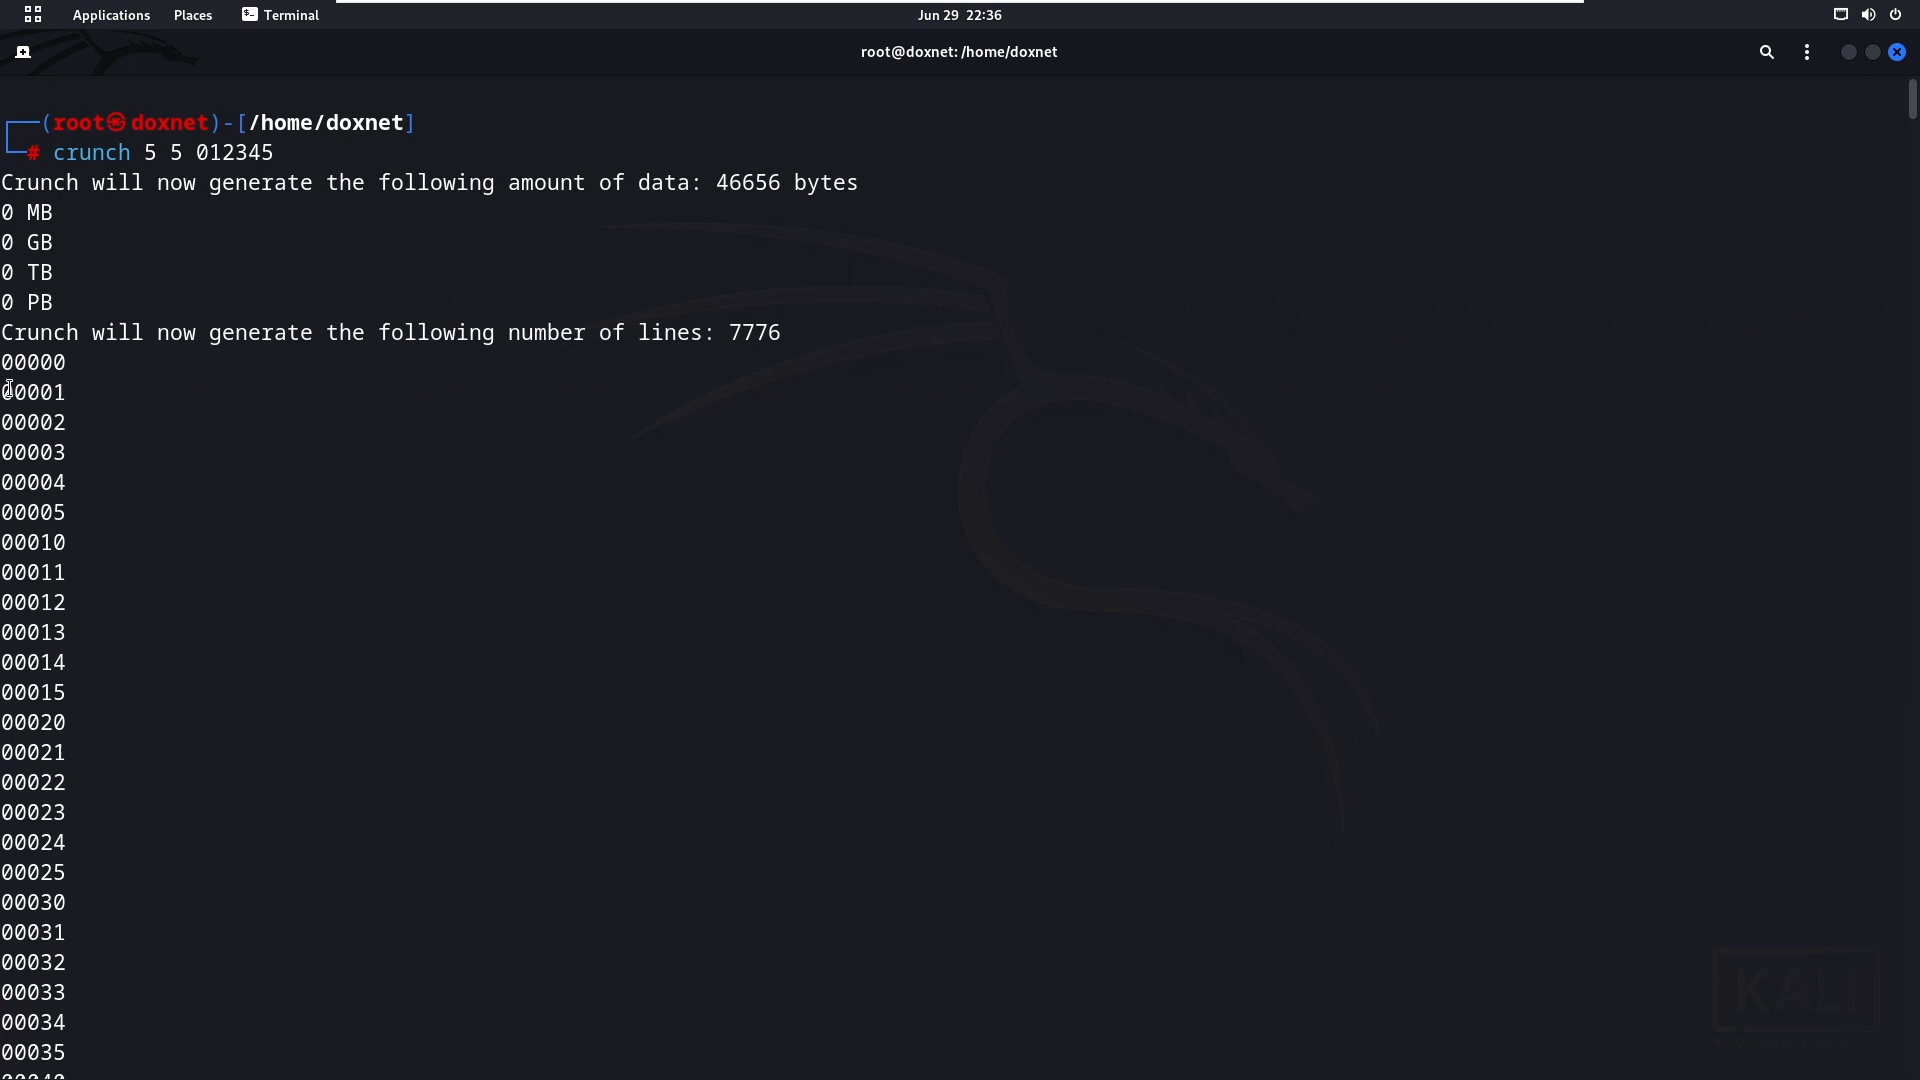 Applications Places Terminal Jun 29 22:36
root@doxnet: /home/doxnet
(root㉿doxnet)-[/home/doxnet]
# crunch 5 5 012345
Crunch will now generate the following amount of data: 46656 bytes
0 MB
0 GB
0 TB
0 PB
Crunch will now generate the following number of lines: 7776
00000
00001
00002
00003
00004
00005
00010
00011
00012
00013
00014
00015
00020
00021
00022
00023
00024
00025
00030
00031
00032
00033
00034
00035
KALI